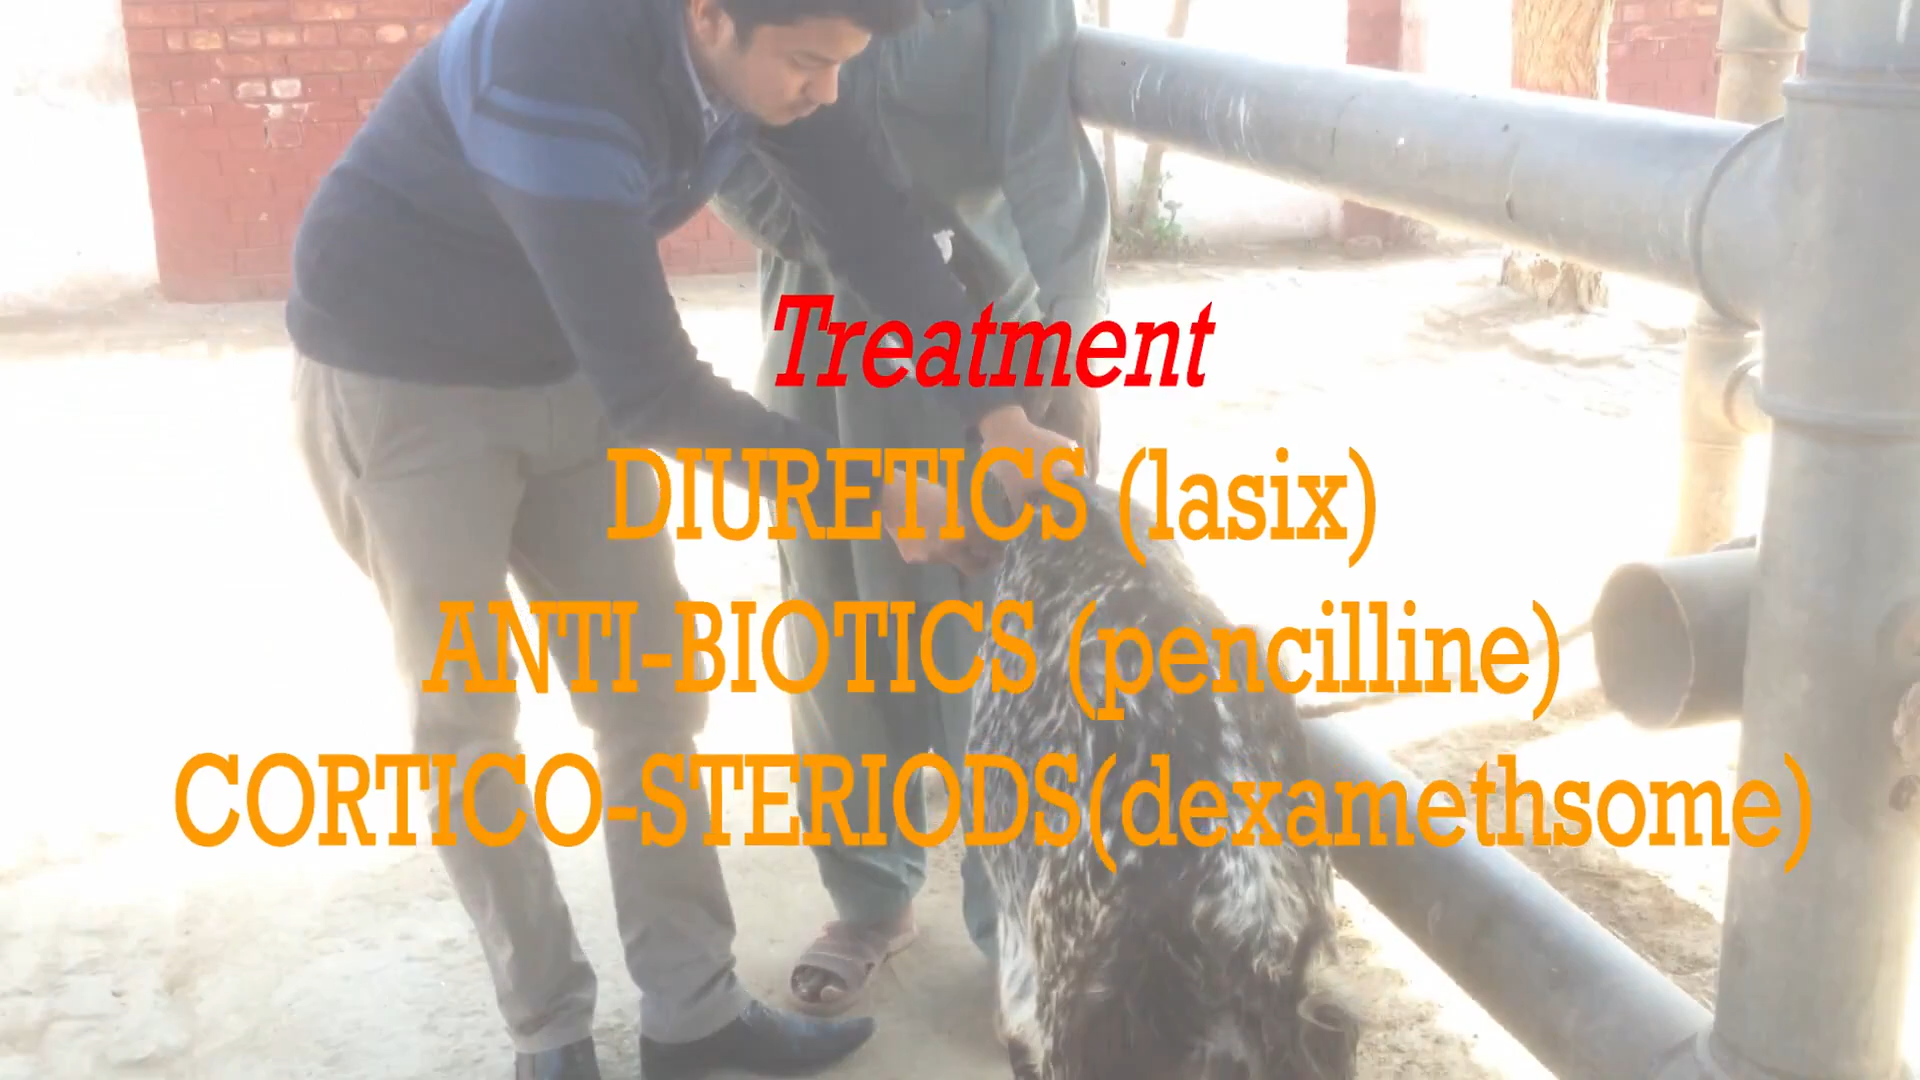 Treatment
DIURETICS (lasix)
ANTI-BIOTICS (pencilline)
CORTICO-STERIODS(dexamethsome)